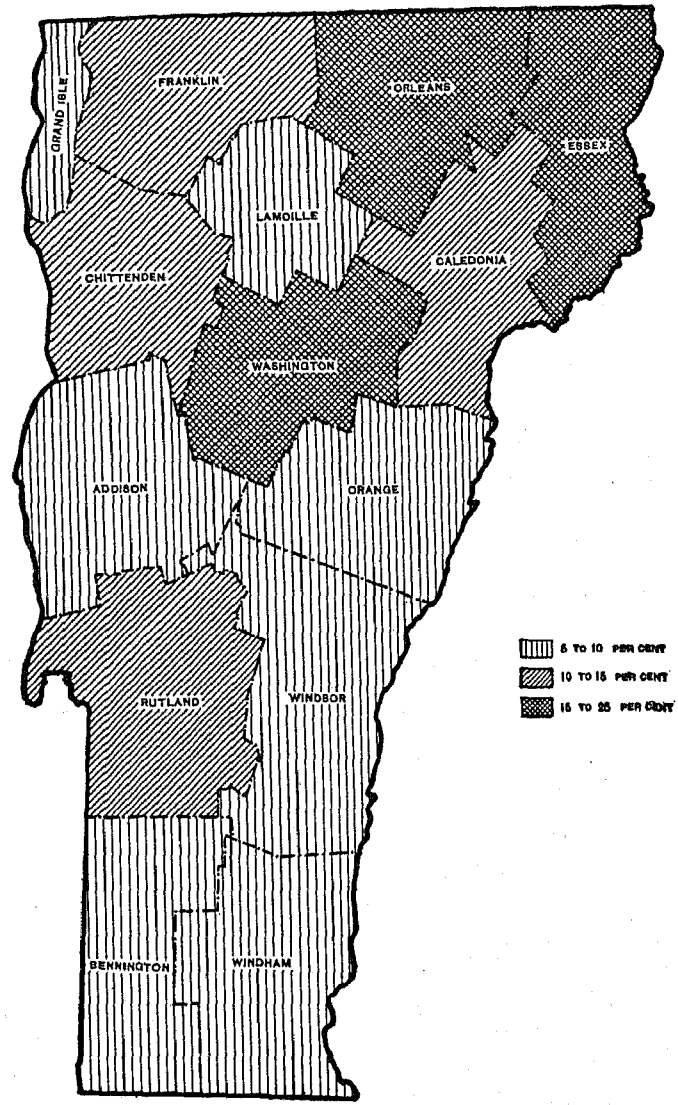 FRANKLIN
ORLEANS
GRAND ISLE
ESSEX
LAMOILLE
CALEDONIA
CHITTENDEN
WASHINGTON
ADDISON
ORANGE
5 TO 10 PER CENT
10 TO 15 PER CENT
15 TO 25 PER CENT
RUTLAND
WINDSOR
BENNINGTON
WINDHAM